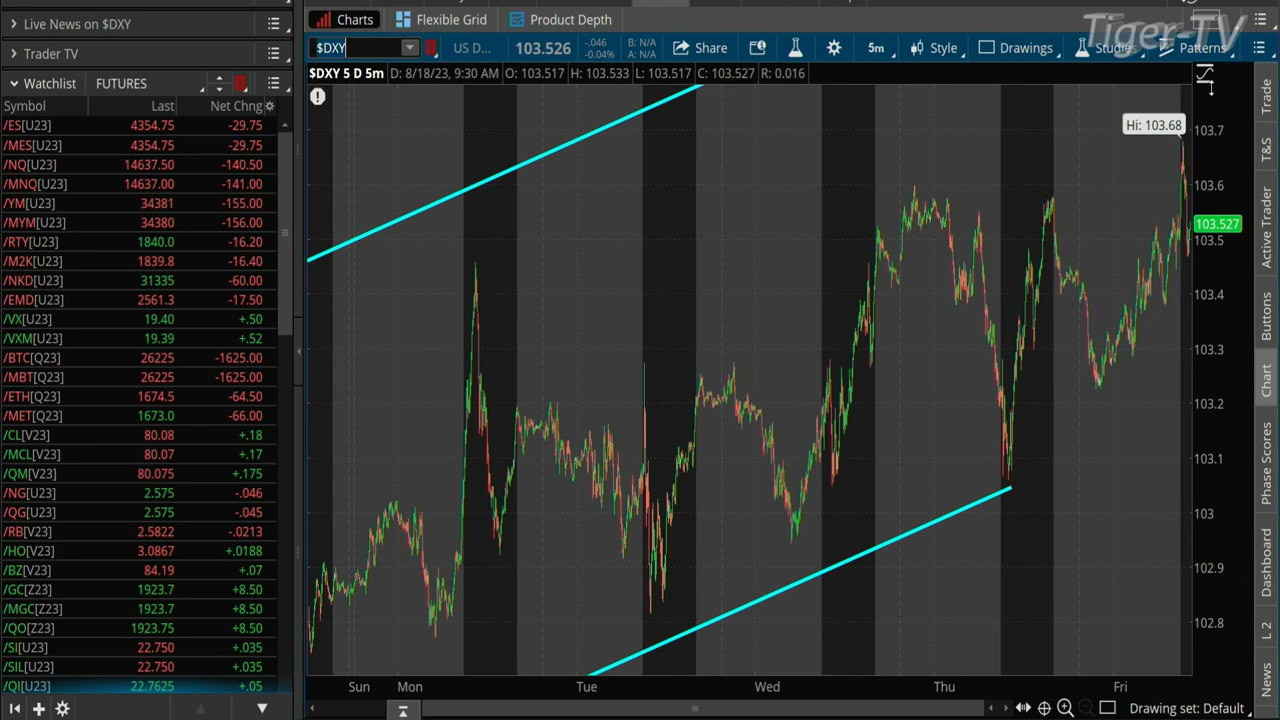 Live News on $DXY
Charts
Flexible Grid
Product Depth
Tiger-TV
Trader TV
$DXY
US D...
103.526
-.046
-0.04%
B: N/A
A: N/A
Share
5m
Style
Drawings
Studies
Patterns
Watchlist
FUTURES
$DXY 5 D 5m
D: 8/18/23, 9:30 AM
O: 103.517
H: 103.533
L: 103.517
C: 103.527
R: 0.016
Symbol Last Net Chng
/ES[U23] 4354.75 -29.75
/MES[U23] 4354.75 -29.75
/NQ[U23] 14637.50 -140.50
/MNQ[U23] 14637.00 -141.00
/YM[U23] 34381 -155.00
/MYM[U23] 34380 -156.00
/RTY[U23] 1840.0 -16.20
/M2K[U23] 1839.8 -16.40
/NKD[U23] 31335 -60.00
/EMD[U23] 2561.3 -17.50
/VX[U23] 19.40 +.50
/VXM[U23] 19.39 +.52
/BTC[Q23] 26225 -1625.00
/MBT[Q23] 26225 -1625.00
/ETH[Q23] 1674.5 -64.50
/MET[Q23] 1673.0 -66.00
/CL[V23] 80.08 +.18
/MCL[V23] 80.07 +.17
/QM[V23] 80.075 +.175
/NG[U23] 2.575 -.046
/QG[U23] 2.575 -.045
/RB[V23] 2.5822 -.0213
/HO[V23] 3.0867 +.0188
/BZ[V23] 84.19 +.07
/GC[Z23] 1923.7 +8.50
/MGC[Z23] 1923.7 +8.50
/QO[Z23] 1923.75 +8.50
/SI[U23] 22.750 +.035
/SIL[U23] 22.750 +.035
/QI[U23] 22.7625 +.05
Hi: 103.68
103.7
103.6
103.527
103.5
103.4
103.3
103.2
103.1
103
102.9
102.8
Sun Mon Tue Wed Thu Fri
Drawing set: Default
Trade
T&S
Active Trader
Buttons
Chart
Phase Scores
Dashboard
L 2
News